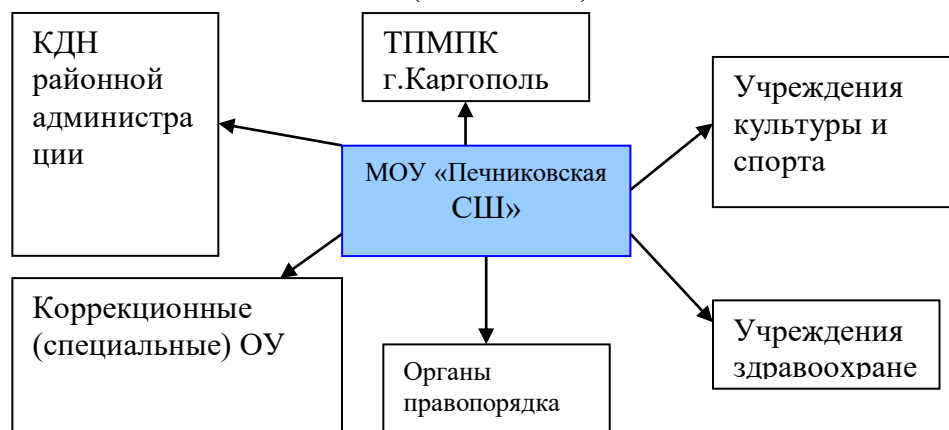 КДН
районной
администра
ции
ТПМПК
г.Каргополь
Учреждения
культуры и
спорта
МОУ «Печниковская
СШ»
Коррекционные
(специальные) ОУ
Органы
правопорядка
Учреждения
здравоохране